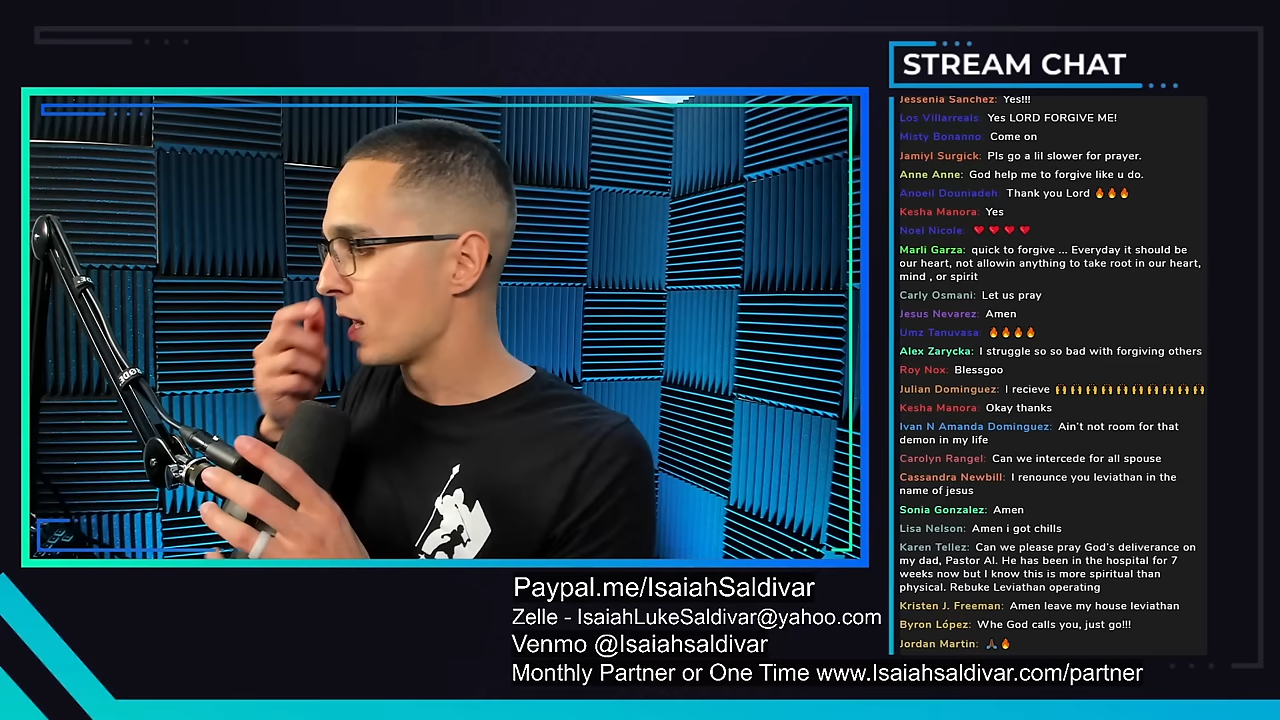 STREAM CHAT
Jessenia Sanchez: Yes!!!
Los Villarreals: Yes LORD FORGIVE ME!
Misty Bonanno: Come on
Jamiyl Surgick: Pls go a lil slower for prayer.
Anne Anne: God help me to forgive like u do.
Anoeil Douniadeh: Thank you Lord 🔥🔥🔥
Kesha Manora: Yes
Noel Nicole: ❤️ ❤️ ❤️ ❤️
Marli Garza: quick to forgive ... Everyday it should be
our heart, not allowin anything to take root in our heart,
mind , or spirit
Carly Osmani: Let us pray
Jesus Nevarez: Amen
Umz Tanuvasa: 🔥🔥🔥🔥
Alex Zarycka: I struggle so so bad with forgiving others
Roy Nox: Blessgoo
Julian Dominguez: I recieve 🙌🙌🙌🙌🙌🙌🙌🙌🙌🙌
Kesha Manora: Okay thanks
Ivan N Amanda Dominguez: Ain't not room for that
demon in my life
Carolyn Rangel: Can we intercede for all spouse
Cassandra Newbill: I renounce you leviathan in the
name of jesus
Sonia Gonzalez: Amen
Lisa Nelson: Amen i got chills
Karen Tellez: Can we please pray God's deliverance on
my dad, Pastor Al. He has been in the hospital for 7
weeks now but I know this is more spiritual than
physical. Rebuke Leviathan operating
Kristen J. Freeman: Amen leave my house leviathan
Byron López: Whe God calls you, just go!!!
Jordan Martin: 🙏🏿🔥
RODE
Paypal.me/IsaiahSaldivar
Zelle - IsaiahLukeSaldivar@yahoo.com
Venmo @Isaiahsaldivar
Monthly Partner or One Time www.Isaiahsaldivar.com/partner